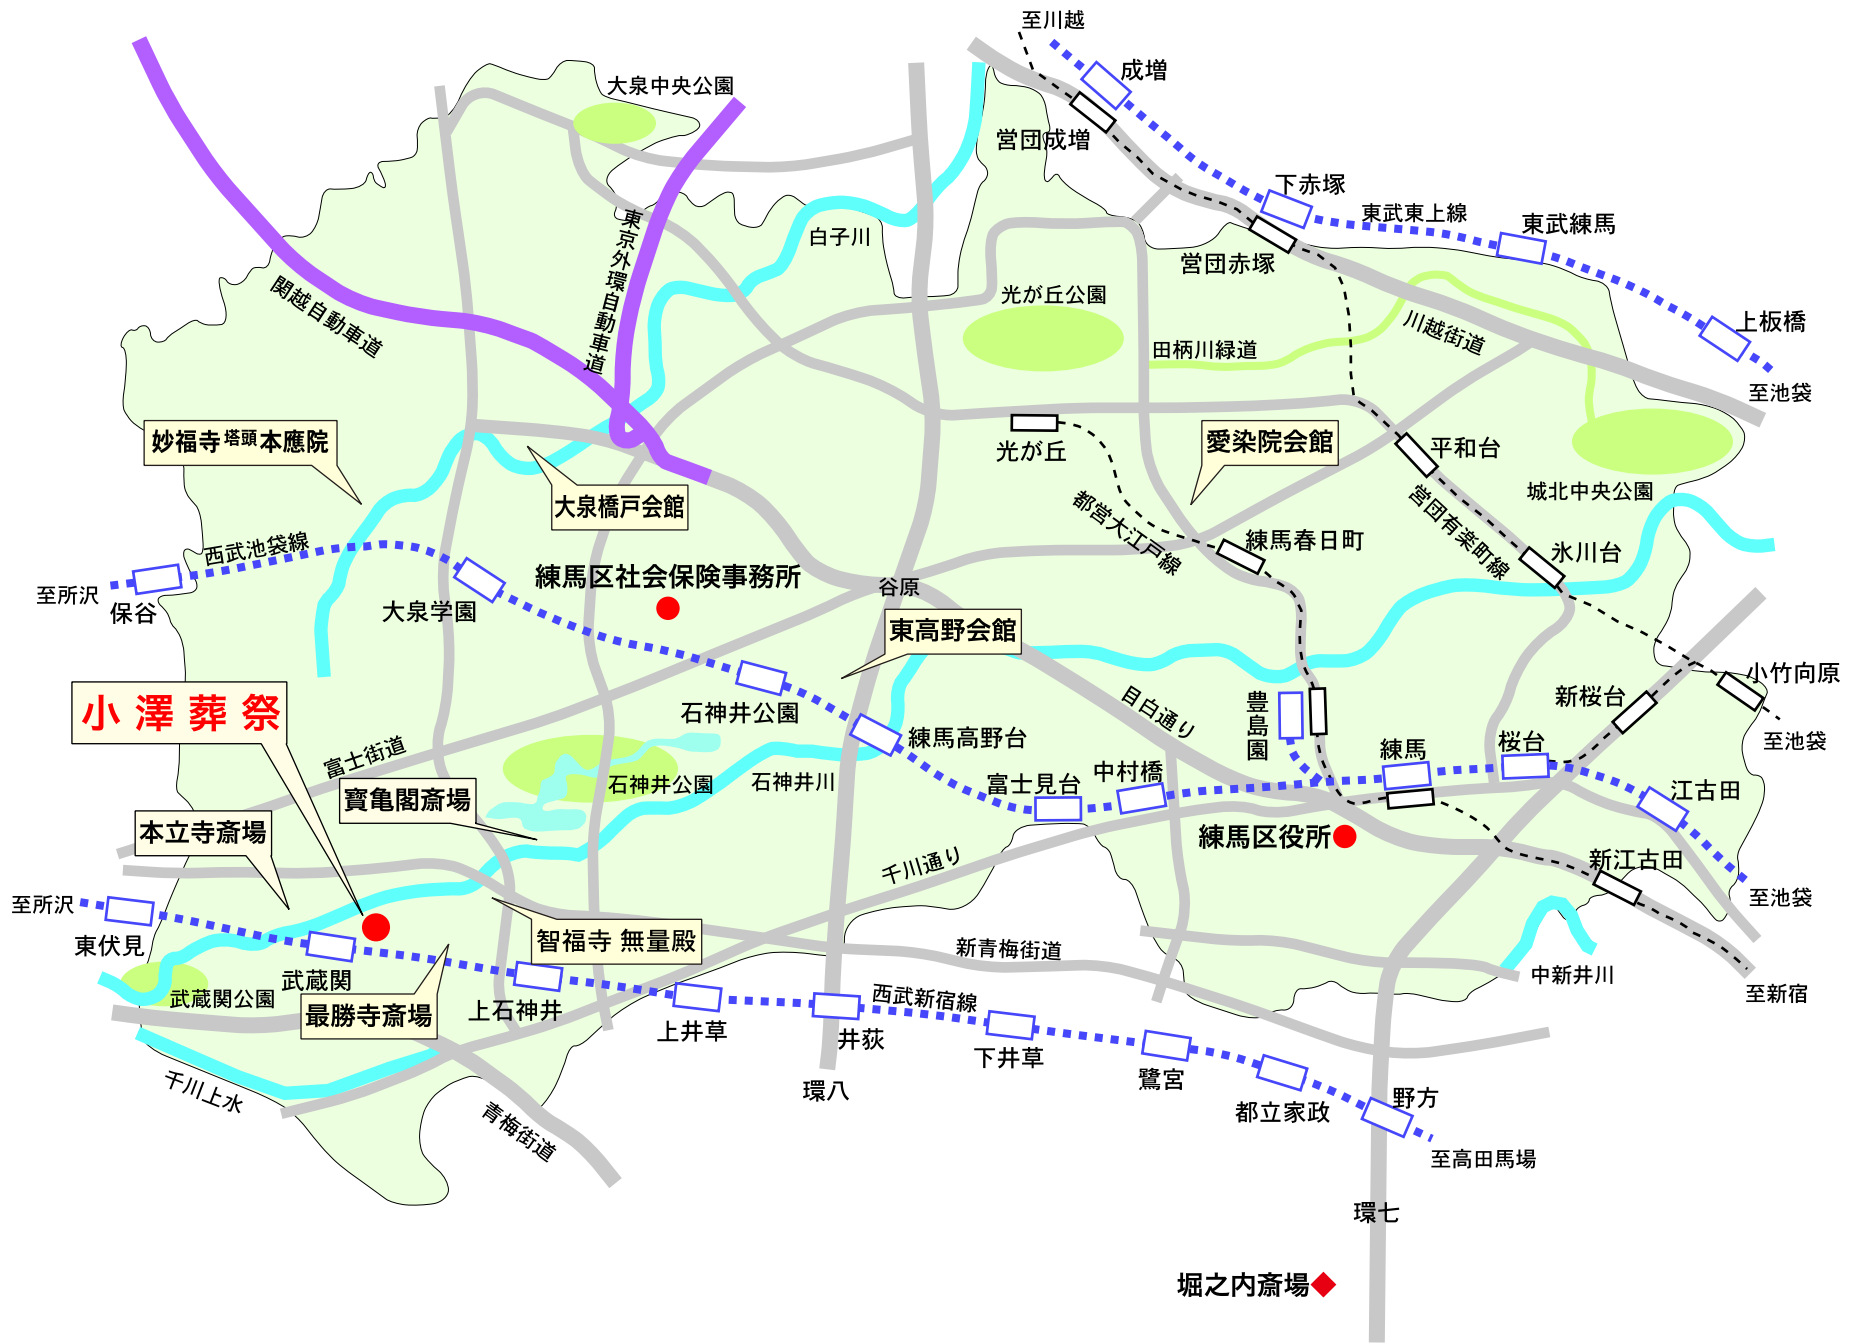 至川越
成増
大泉中央公園
営団成増
下赤塚
東武東上線
東武練馬
白子川
東京外環自動車道
営団赤塚
関越自動車道
光が丘公園
川越街道
上板橋
田柄川緑道
至池袋
妙福寺塔頭本應院
愛染院会館
光が丘
平和台
大泉橋戸会館
都営大江戸線
営団有楽町線
城北中央公園
西武池袋線
練馬春日町
氷川台
至所沢
保谷
大泉学園
練馬区社会保険事務所
谷原
東高野会館
小竹向原
小澤葬祭
石神井公園
目白通り
豊島園
新桜台
練馬高野台
桜台
至池袋
富士街道
練馬
石神井公園
石神井川
富士見台
中村橋
江古田
寶亀閣斎場
本立寺斎場
練馬区役所
千川通り
新江古田
至所沢
東伏見
智福寺 無量殿
新青梅街道
至池袋
武蔵関
武蔵関公園
中新井川
最勝寺斎場
上石神井
西武新宿線
至新宿
上井草
井荻
下井草
千川上水
環八
鷺宮
青梅街道
都立家政
野方
至高田馬場
環七
堀之内斎場